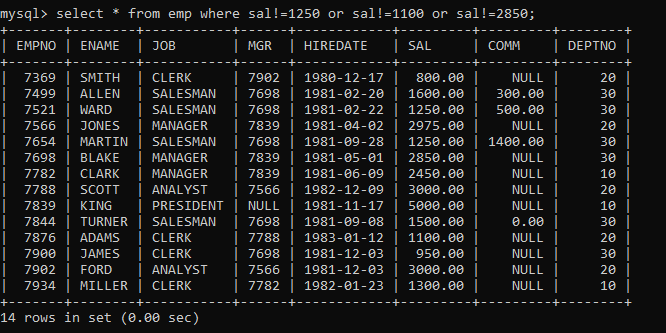 mysql> select * from emp where sal!=1250 or sal!=1100 or sal!=2850;
+-------+--------+-----------+------+------------+---------+---------+--------+
| EMPNO | ENAME  | JOB       | MGR  | HIREDATE   | SAL     | COMM    | DEPTNO |
+-------+--------+-----------+------+------------+---------+---------+--------+
|  7369 | SMITH  | CLERK     | 7902 | 1980-12-17 |  800.00 |    NULL |     20 |
|  7499 | ALLEN  | SALESMAN  | 7698 | 1981-02-20 | 1600.00 |  300.00 |     30 |
|  7521 | WARD   | SALESMAN  | 7698 | 1981-02-22 | 1250.00 |  500.00 |     30 |
|  7566 | JONES  | MANAGER   | 7839 | 1981-04-02 | 2975.00 |    NULL |     20 |
|  7654 | MARTIN | SALESMAN  | 7698 | 1981-09-28 | 1250.00 | 1400.00 |     30 |
|  7698 | BLAKE  | MANAGER   | 7839 | 1981-05-01 | 2850.00 |    NULL |     30 |
|  7782 | CLARK  | MANAGER   | 7839 | 1981-06-09 | 2450.00 |    NULL |     10 |
|  7788 | SCOTT  | ANALYST   | 7566 | 1982-12-09 | 3000.00 |    NULL |     20 |
|  7839 | KING   | PRESIDENT | NULL | 1981-11-17 | 5000.00 |    NULL |     10 |
|  7844 | TURNER | SALESMAN  | 7698 | 1981-09-08 | 1500.00 |    0.00 |     30 |
|  7876 | ADAMS  | CLERK     | 7788 | 1983-01-12 | 1100.00 |    NULL |     20 |
|  7900 | JAMES  | CLERK     | 7698 | 1981-12-03 |  950.00 |    NULL |     30 |
|  7902 | FORD   | ANALYST   | 7566 | 1981-12-03 | 3000.00 |    NULL |     20 |
|  7934 | MILLER | CLERK     | 7782 | 1982-01-23 | 1300.00 |    NULL |     10 |
+-------+--------+-----------+------+------------+---------+---------+--------+
14 rows in set (0.00 sec)